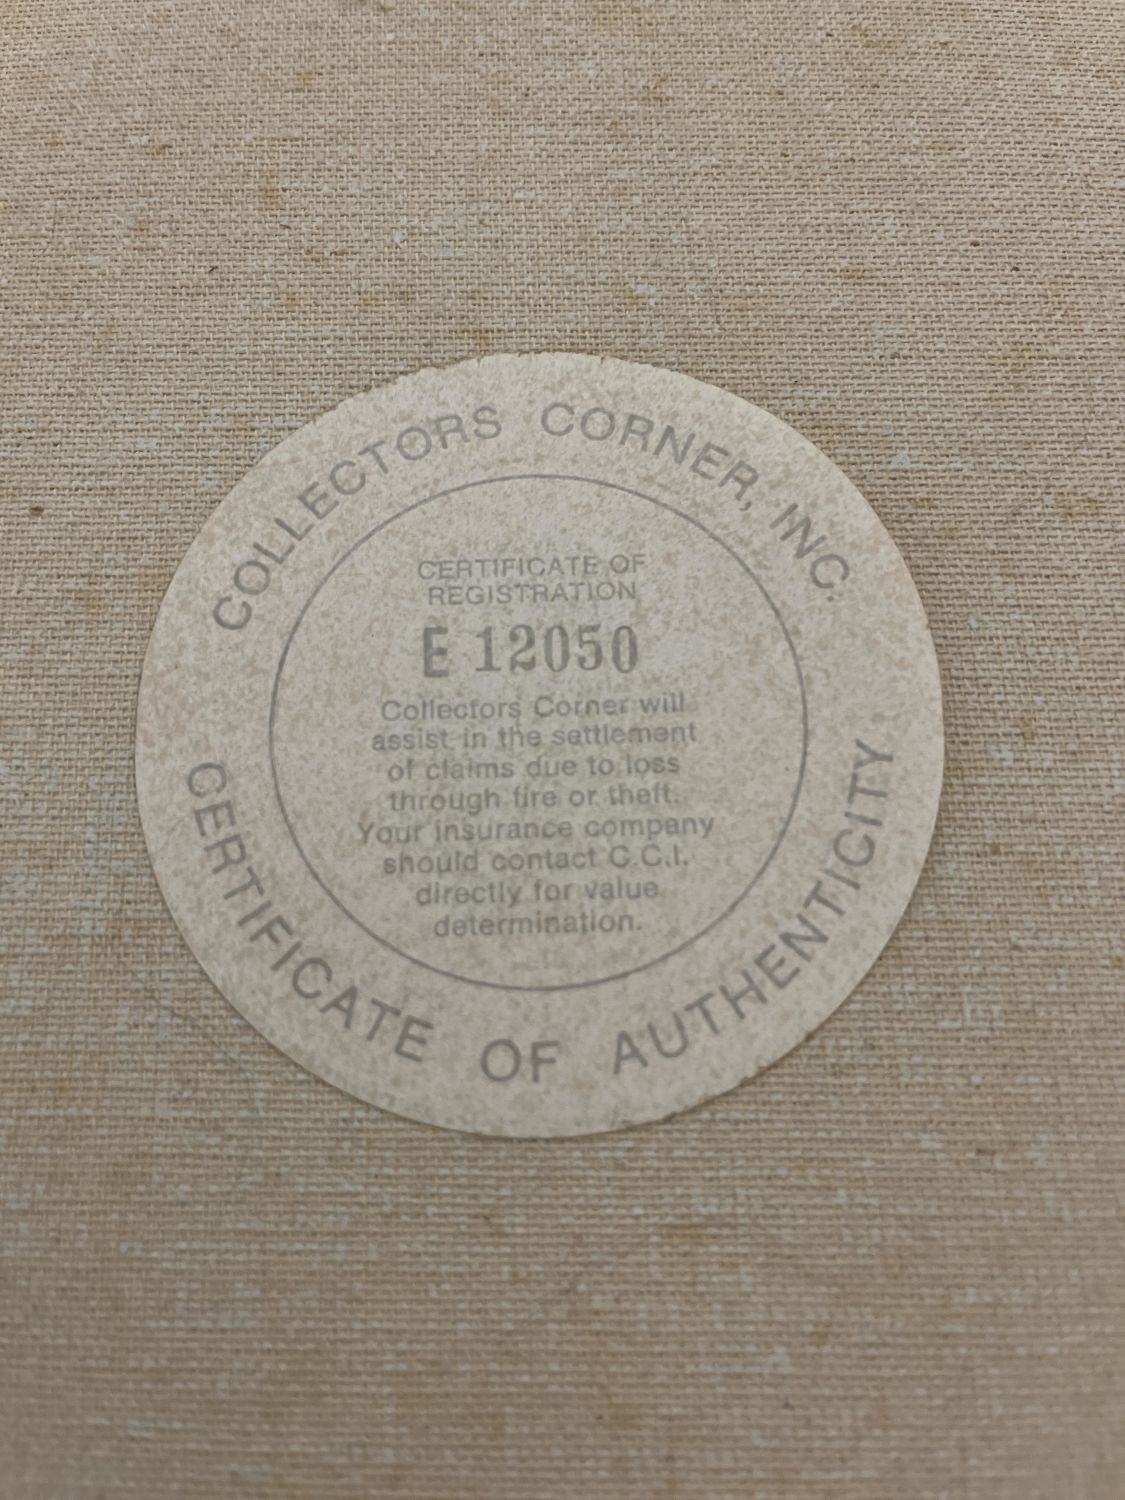 COLLECTORS CORNER, INC.
CERTIFICATE OF
REGISTRATION
E 12050
Collectors Corner will
assist in the settlement
of claims due to loss
through fire or theft.
Your insurance company
should contact C.C.I.
directly for value
determination.
CERTIFICATE OF AUTHENTICITY